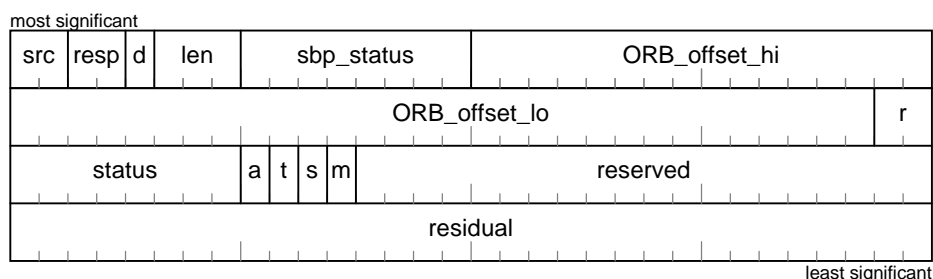 most significant
src resp d len sbp_status ORB_offset_hi
ORB_offset_lo r
status a t s m reserved
residual
least significant